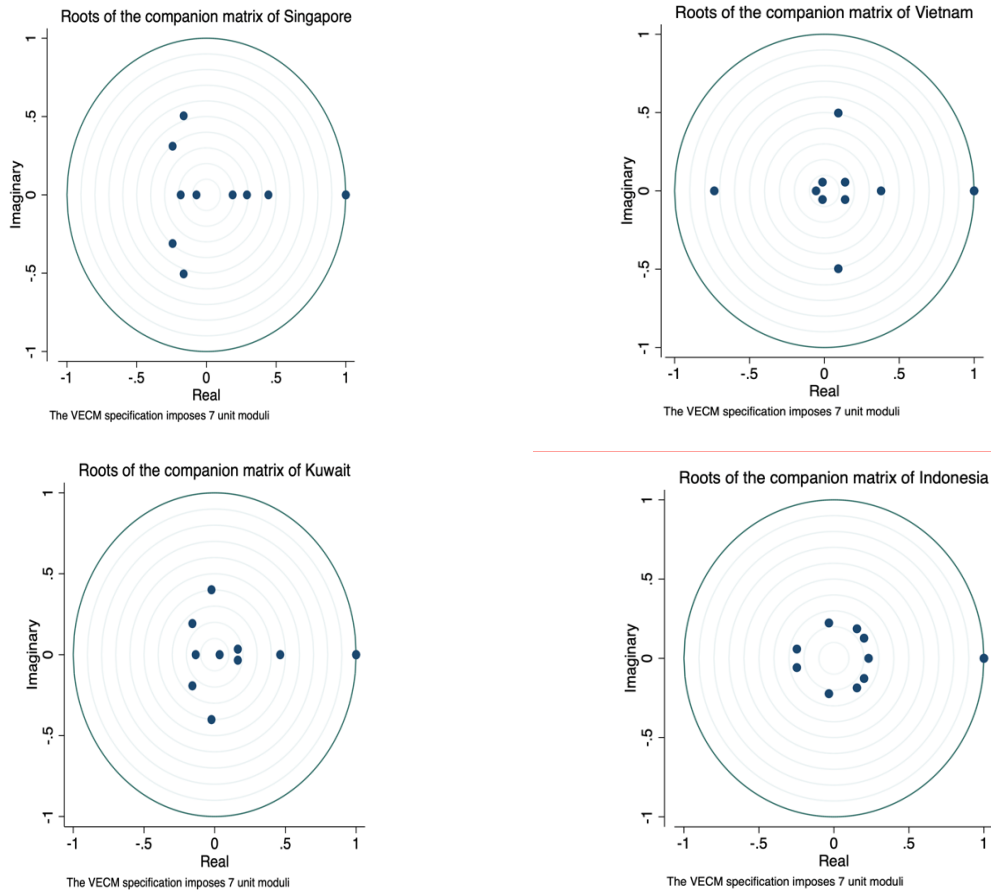 Roots of the companion matrix of Singapore
1
.5
0
-.5
-1
Imaginary
-1
-.5
0
.5
1
Real
The VECM specification imposes 7 unit moduli
Roots of the companion matrix of Vietnam
1
.5
0
-.5
-1
Imaginary
-1
-.5
0
.5
1
Real
The VECM specification imposes 7 unit moduli
Roots of the companion matrix of Kuwait
1
.5
0
-.5
-1
Imaginary
-1
-.5
0
.5
1
Real
The VECM specification imposes 7 unit moduli
Roots of the companion matrix of Indonesia
1
.5
0
-.5
-1
Imaginary
-1
-.5
0
.5
1
Real
The VECM specification imposes 7 unit moduli